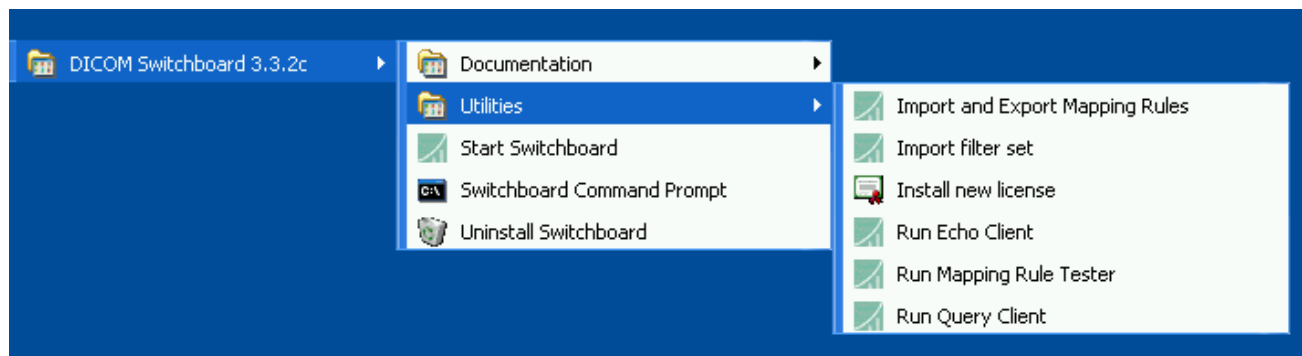 DICOM Switchboard 3.3.2c
Documentation
Utilities
Start Switchboard
Switchboard Command Prompt
Uninstall Switchboard
Import and Export Mapping Rules
Import filter set
Install new license
Run Echo Client
Run Mapping Rule Tester
Run Query Client